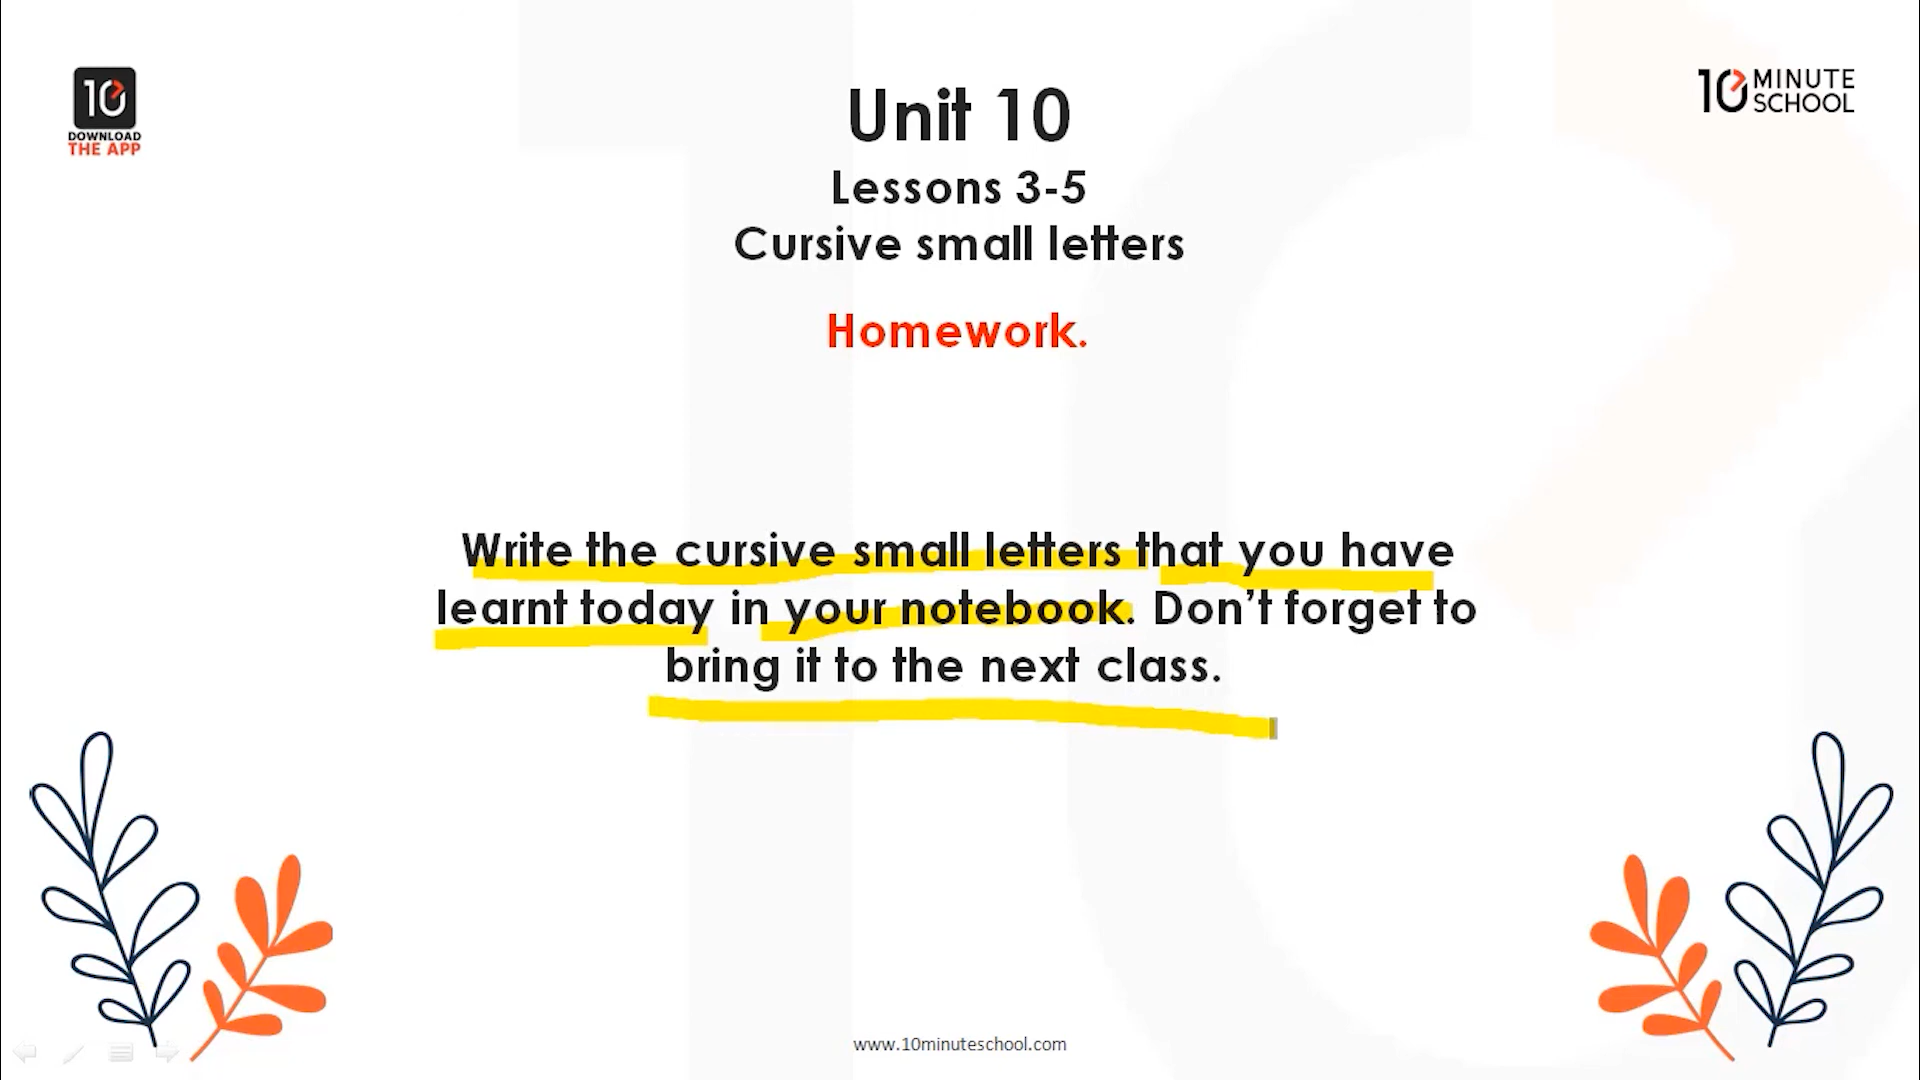 10
DOWNLOAD
THE APP
10 MINUTE
SCHOOL
Unit 10
Lessons 3-5
Cursive small letters
Homework.
Write the cursive small letters that you have
learnt today in your notebook. Don't forget to
bring it to the next class.
www.10minuteschool.com